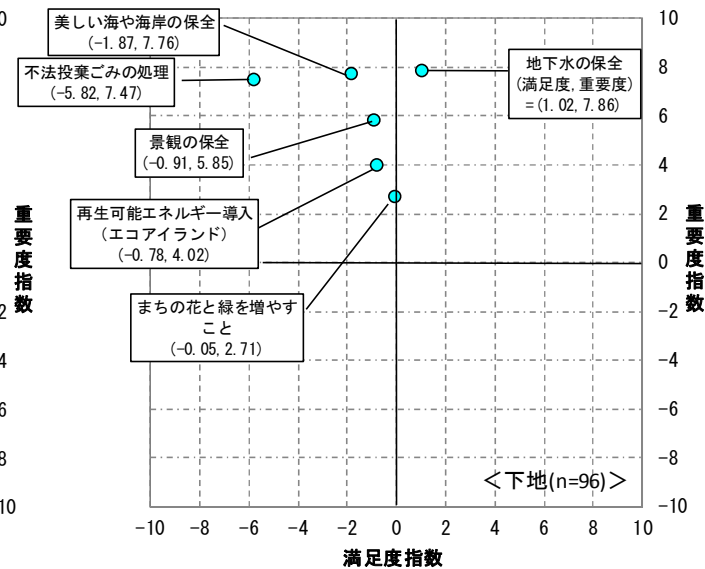 美しい海や海岸の保全
(-1.87, 7.76)
不法投棄ごみの処理
(-5.82, 7.47)
景観の保全
(-0.91, 5.85)
再生可能エネルギー導入
(エコアイランド)
(-0.78, 4.02)
まちの花と緑を増やす
こと
(-0.05, 2.71)
地下水の保全
(満足度, 重要度)
=(1.02, 7.86)
重要度指数
0
2
4
6
8
10
10
8
6
4
2
0
-2
-4
-6
-8
-10
重要度指数
<下地(n=96)>
-10 -8 -6 -4 -2 0 2 4 6 8 10
満足度指数